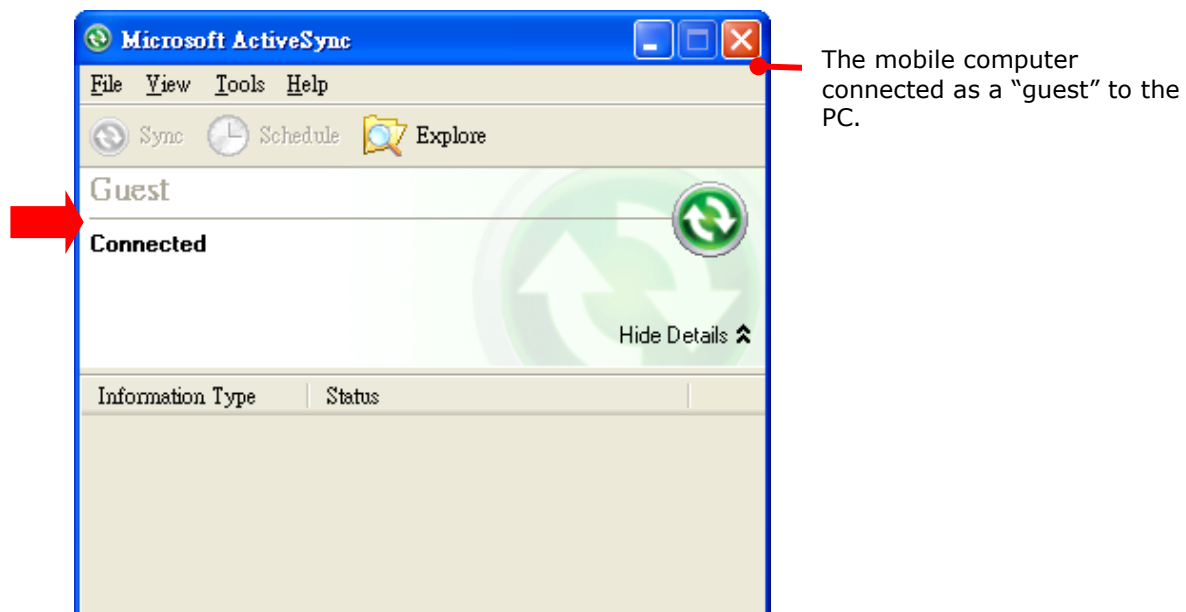 Microsoft ActiveSync
File View Tools Help
Sync Schedule Explore
Guest
Connected
Hide Details
Information Type Status
The mobile computer
connected as a “guest” to the
PC.